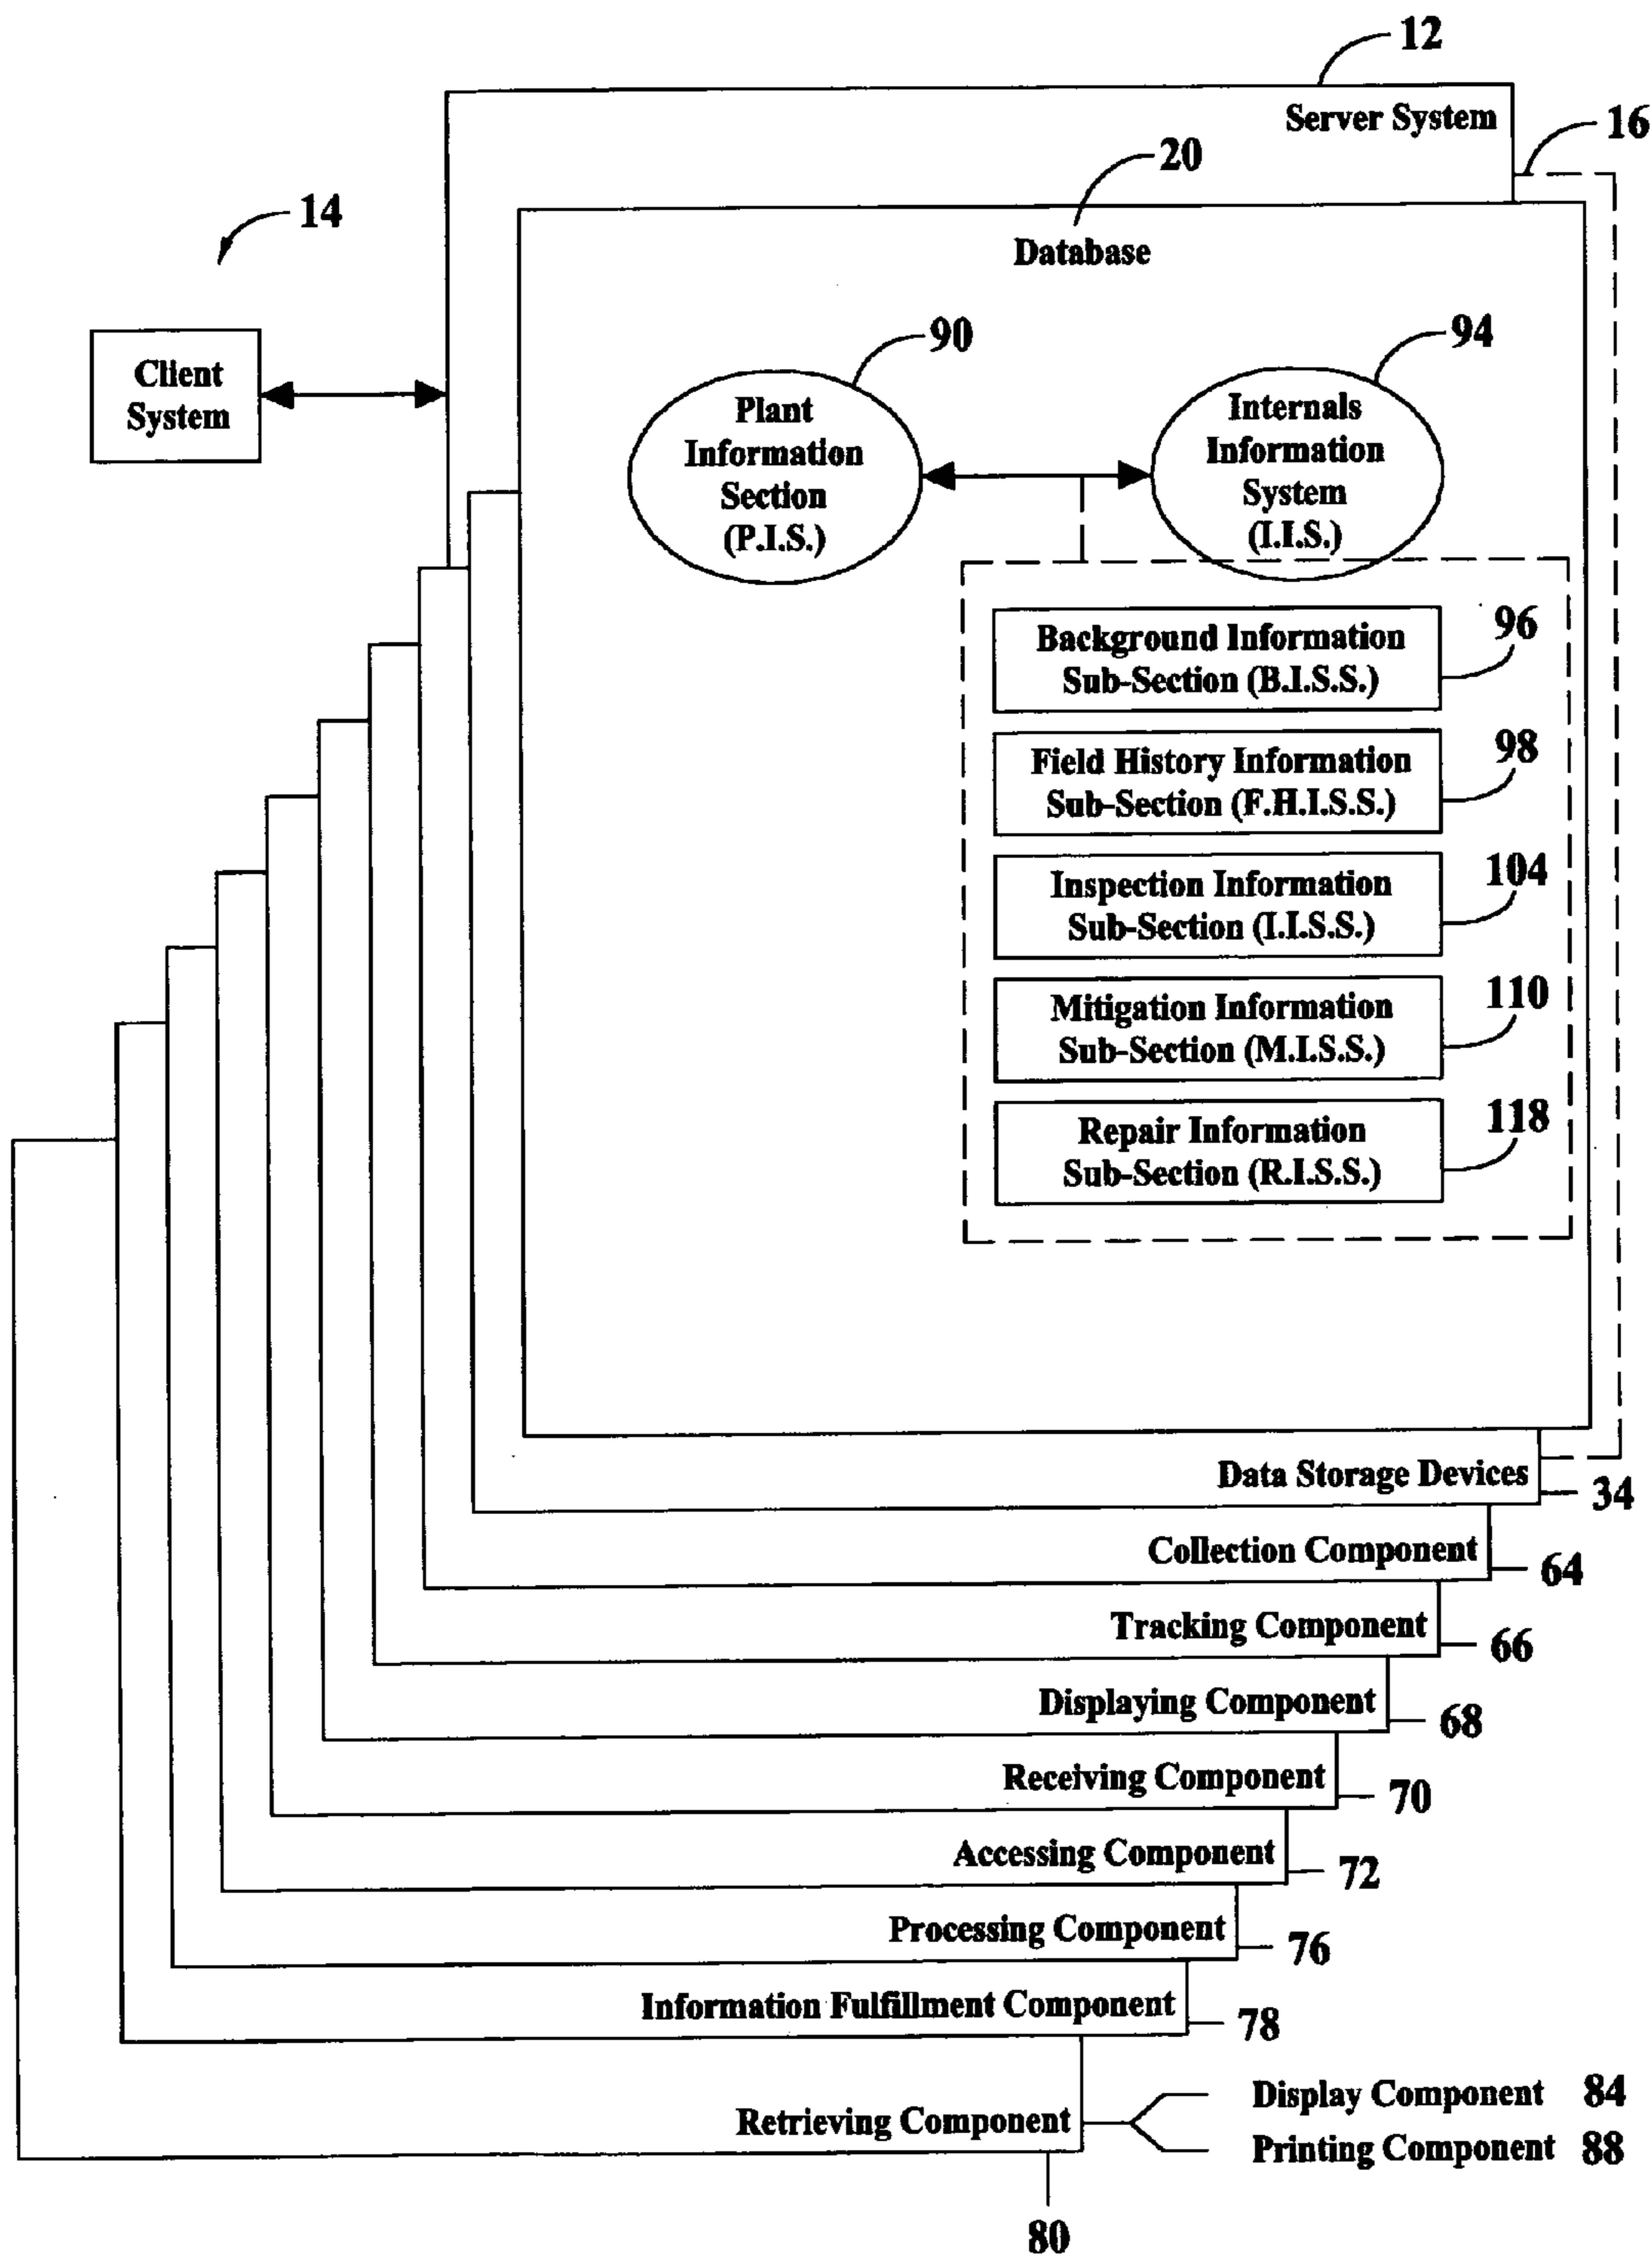 12
Server System
16
20
14
Database
90
94
Client
System
Plant
Information
Section
(P.I.S.)
Internals
Information
System
(I.I.S.)
Background Information
Sub-Section (B.I.S.S.)
96
Field History Information
Sub-Section (F.H.I.S.S.)
98
Inspection Information
Sub-Section (I.I.S.S.)
104
Mitigation Information
Sub-Section (M.I.S.S.)
110
Repair Information
Sub-Section (R.I.S.S.)
118
Data Storage Devices
34
Collection Component
64
Tracking Component
66
Displaying Component
68
Receiving Component
70
Accessing Component
72
Processing Component
76
Information Fulfillment Component
78
Retrieving Component
Display Component 84
Printing Component 88
80